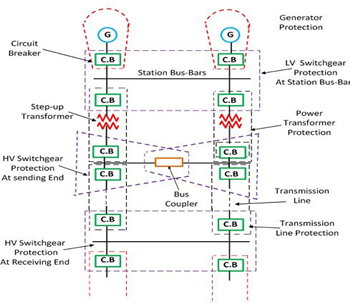 Generator
Protection
G
G
Circuit
Breaker
C.B
C.B
Station Bus-Bars
LV Switchgear
Protection
At Station Bus-Bar
C.B
C.B
Step-up
Transformer
Power
Transformer
Protection
HV Switchgear
Protection
At sending End
C.B
C.B
C.B
C.B
Bus
Coupler
Transmission
Line
C.B
C.B
Transmission
Line Protection
HV Switchgear
Protection
At Receiving End
C.B
C.B